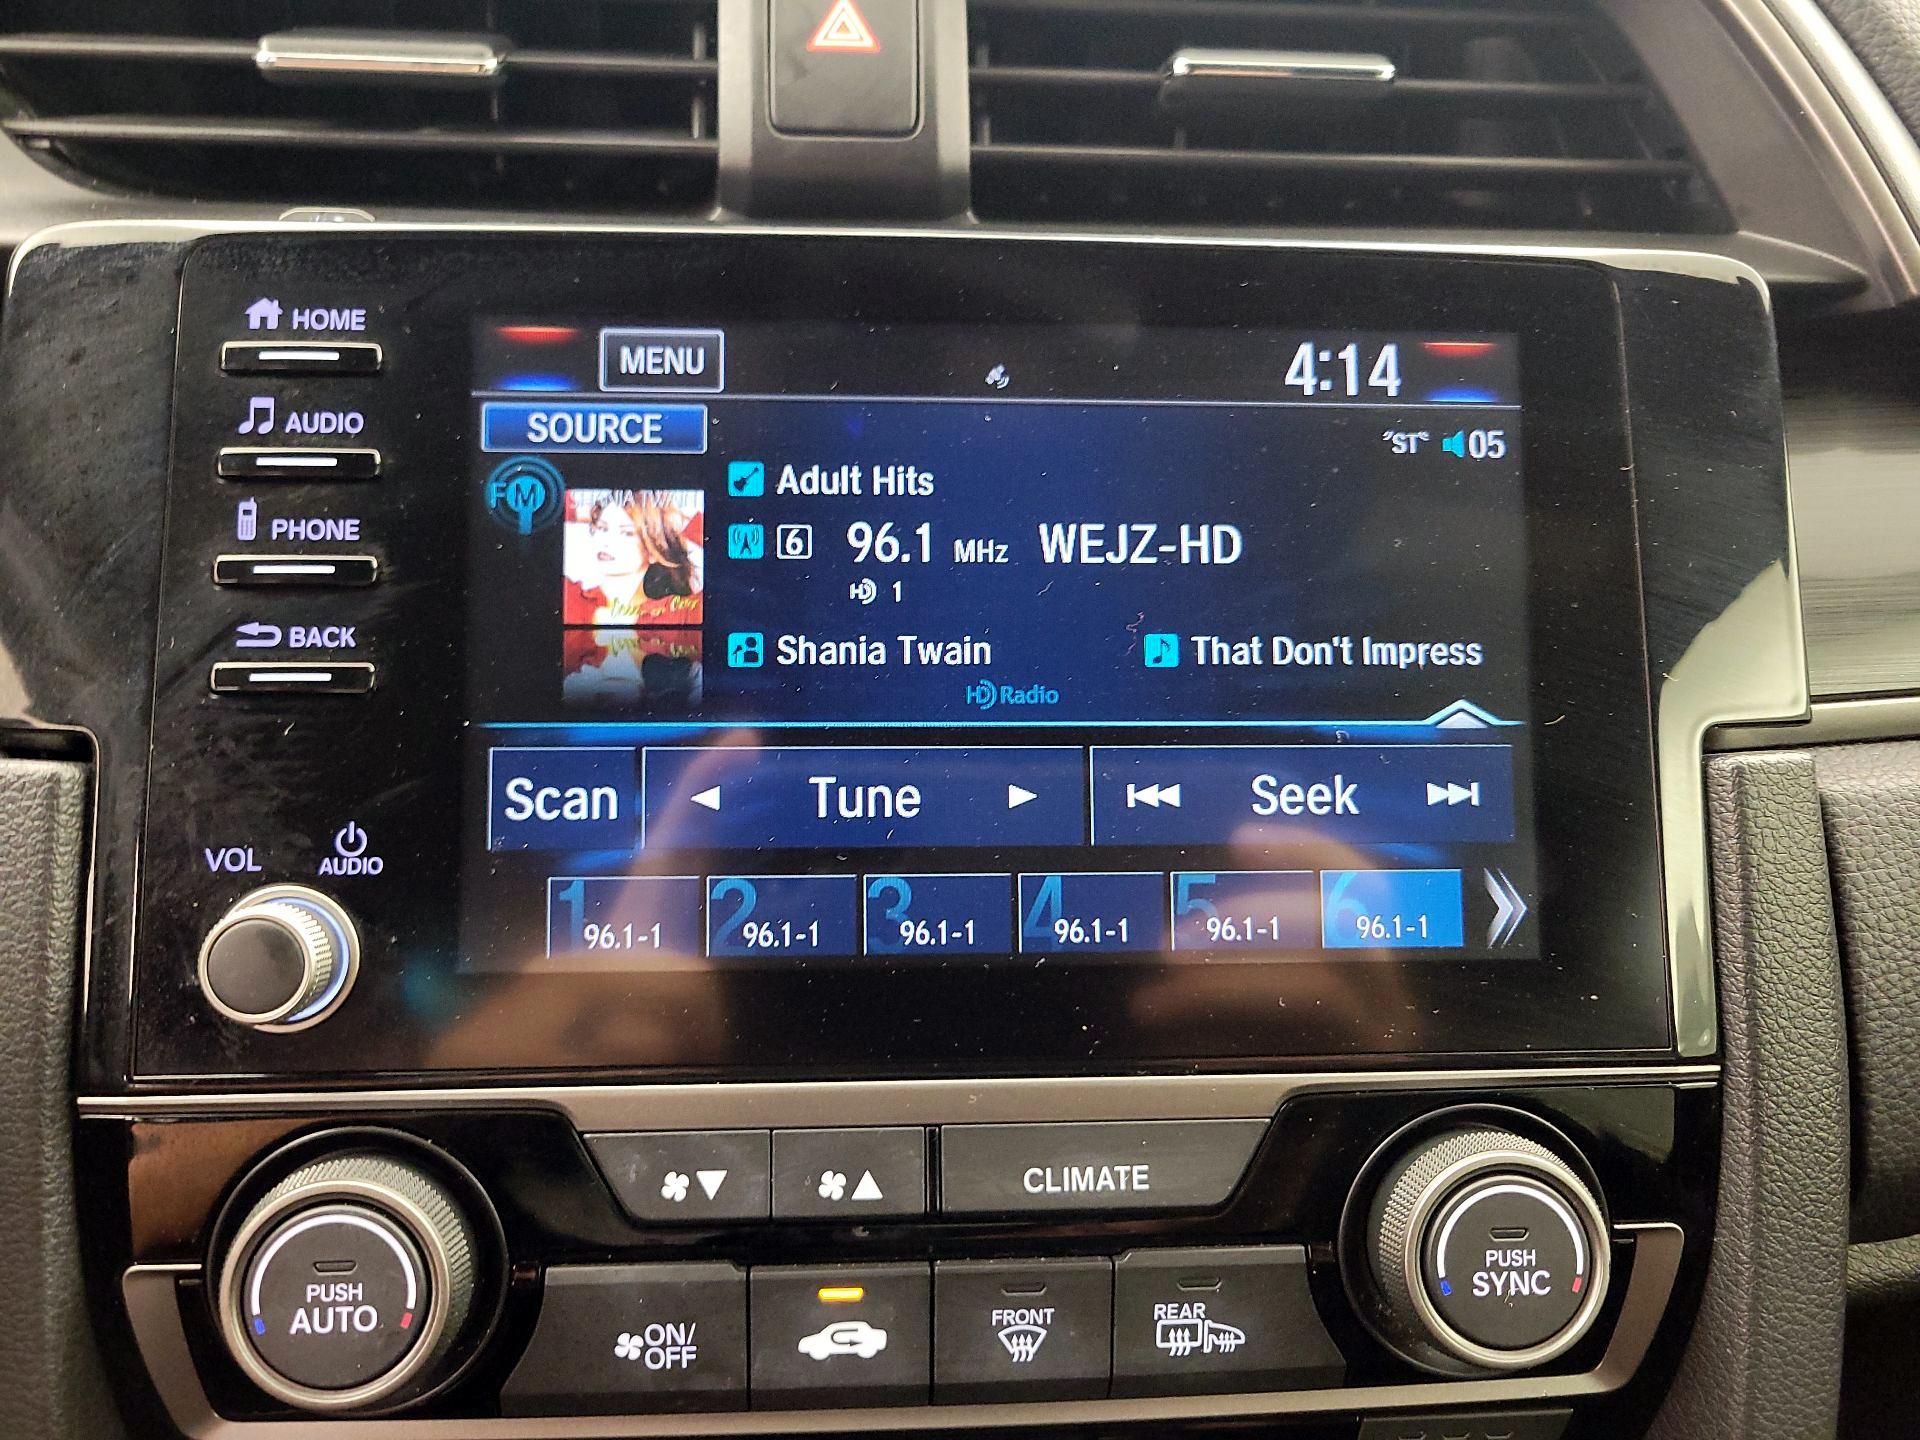 HOME
MENU
4:14
AUDIO
SOURCE
"ST" 05
FM
SHANIA TWAIN
Adult Hits
PHONE
6 96.1 MHz WEJZ-HD
HD 1
BACK
Shania Twain That Don't Impress
HD Radio
Scan Tune Seek
VOL AUDIO
1 2 3 4 5 6
96.1-1 96.1-1 96.1-1 96.1-1 96.1-1 96.1-1
CLIMATE
PUSH
AUTO
ON/
OFF
FRONT
REAR
PUSH
SYNC